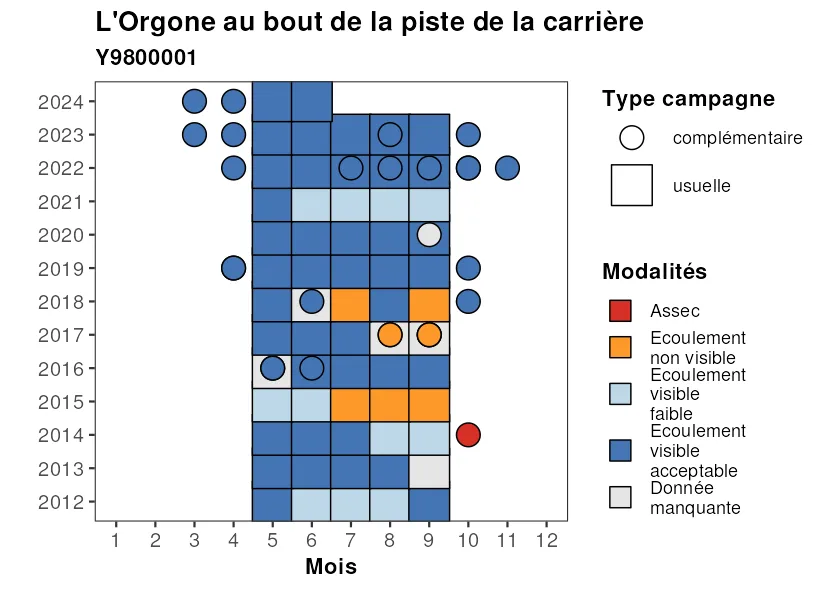 L'Orgone au bout de la piste de la carrière
Y9800001
2024
2023
2022
2021
2020
2019
2018
2017
2016
2015
2014
2013
2012
1 2 3 4 5 6 7 8 9 10 11 12
Mois
Type campagne
complémentaire
usuelle
Modalités
Assec
Ecoulement
non visible
Ecoulement
visible
faible
Ecoulement
visible
acceptable
Donnée
manquante